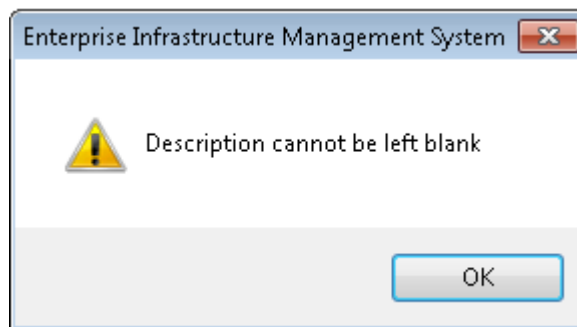 Enterprise Infrastructure Management System
Description cannot be left blank
OK